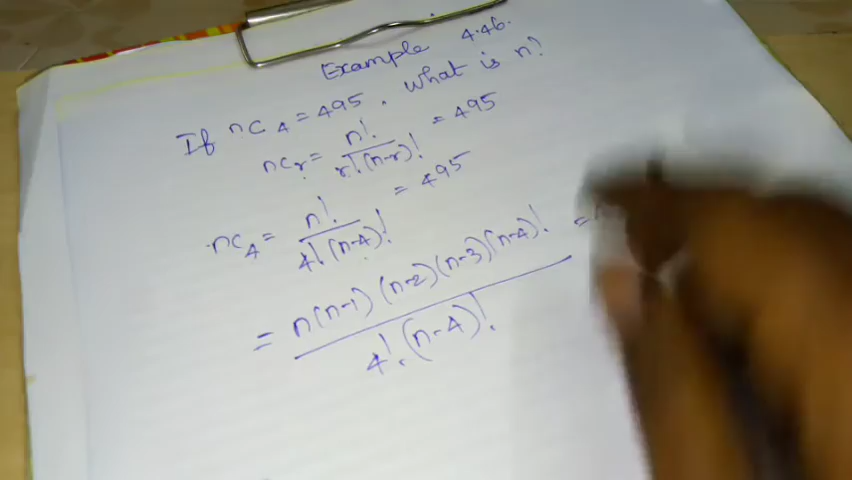 Example 4.46.
If nC4 = 495. What is n?
nCr = n! / r!(n-r)! = 495
nC4 = n! / 4!(n-4)! = 495
= n(n-1)(n-2)(n-3)(n-4)! / 4!(n-4)! =